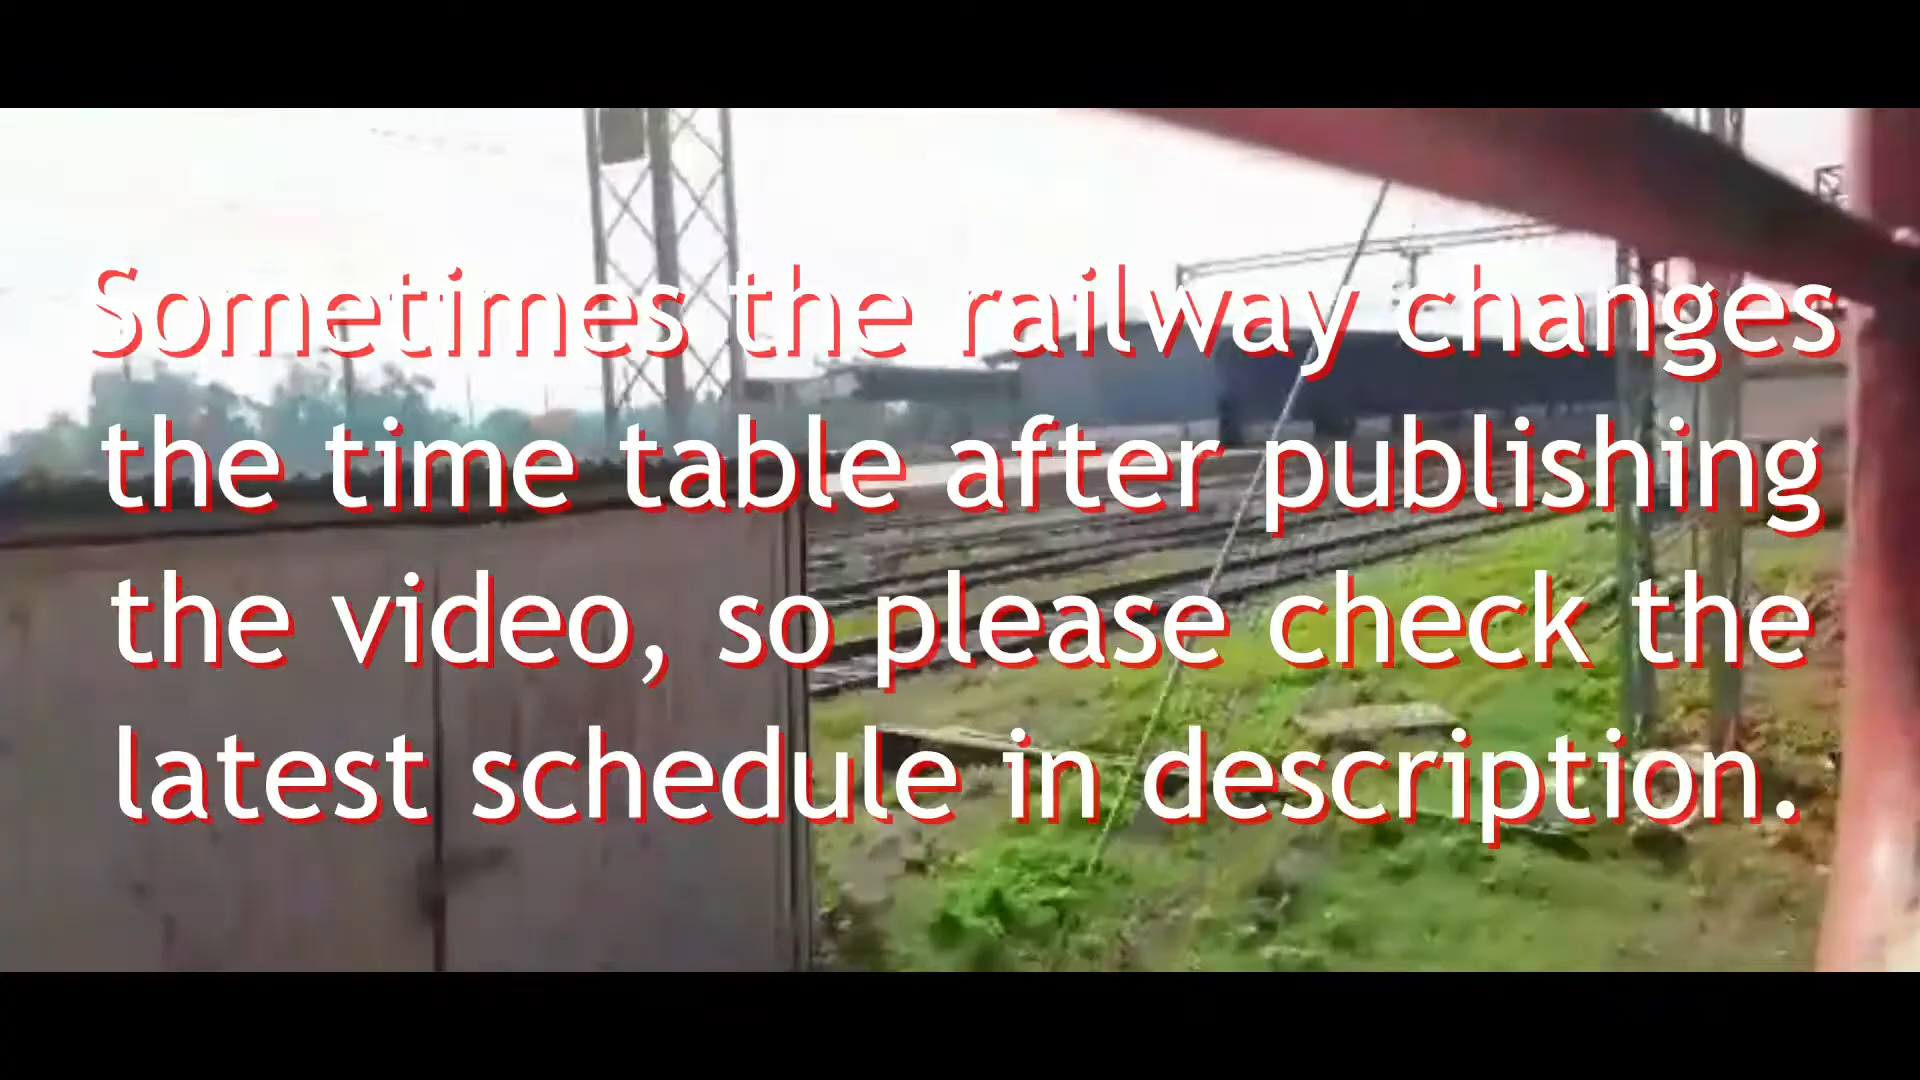 Sometimes the railway changes
the time table after publishing
the video, so please check the
latest schedule in description.